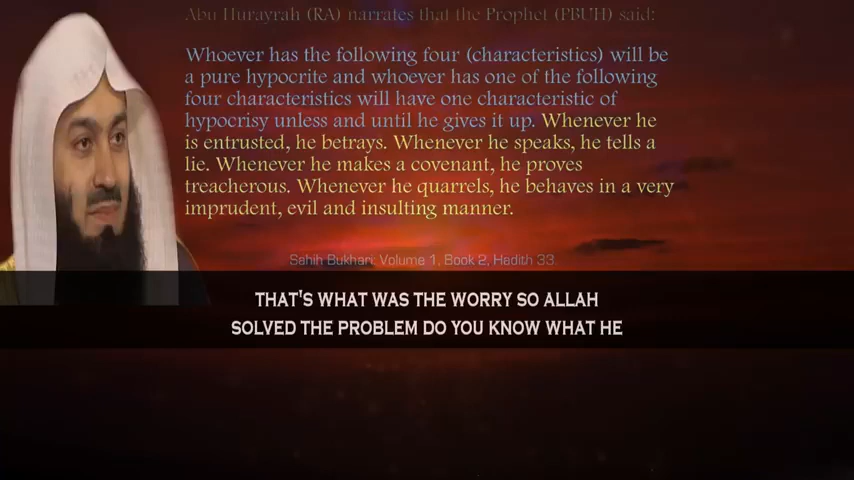 Abu Hurayrah (RA) narrates that the Prophet (PBUH) said:
Whoever has the following four (characteristics) will be
a pure hypocrite and whoever has one of the following
four characteristics will have one characteristic of
hypocrisy unless and until he gives it up. Whenever he
is entrusted, he betrays. Whenever he speaks, he tells a
lie. Whenever he makes a covenant, he proves
treacherous. Whenever he quarrels, he behaves in a very
imprudent, evil and insulting manner.
Sahih Bukhari: Volume 1, Book 2, Hadith 33.
THAT'S WHAT WAS THE WORRY SO ALLAH
SOLVED THE PROBLEM DO YOU KNOW WHAT HE